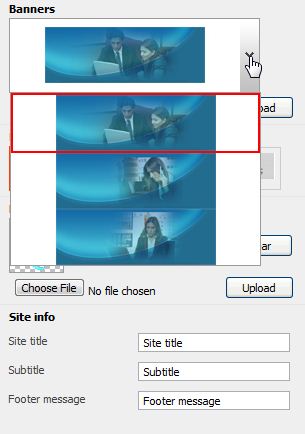 Banners
oad
ar
Choose File No file chosen Upload
Site info
Site title Site title
Subtitle Subtitle
Footer message Footer message